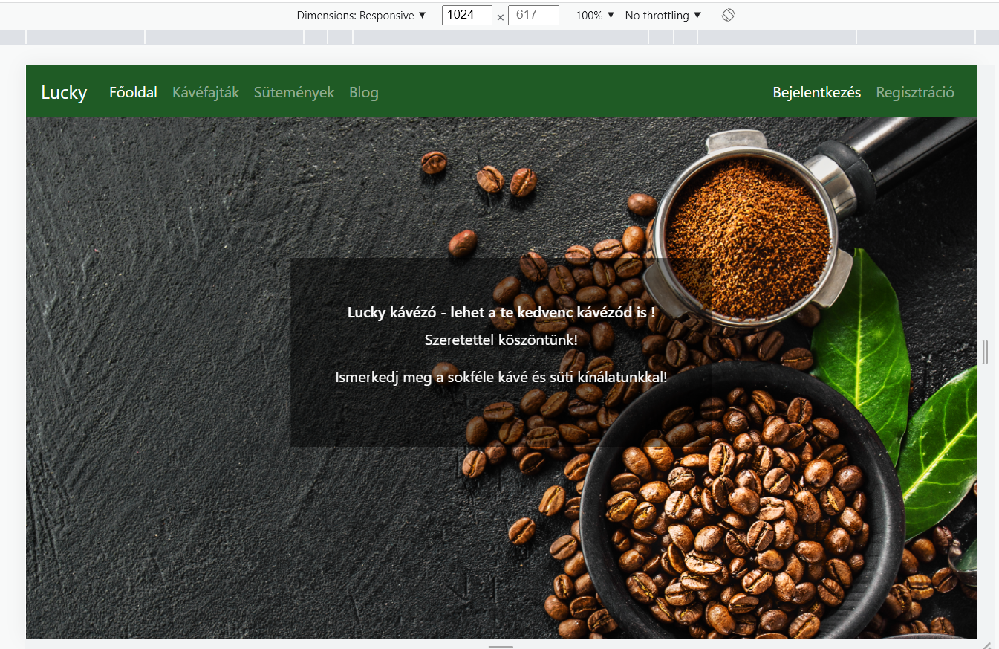 Dimensions: Responsive ▼ 1024 × 617 100% ▼ No throttling ▼
Lucky Főoldal Kávéfajták Sütemények Blog Bejelentkezés Regisztráció
Lucky kávézó - lehet a te kedvenc kávézód is !
Szeretettel köszöntünk!
Ismerkedj meg a sokféle kávé és süti kínálatunkkal!